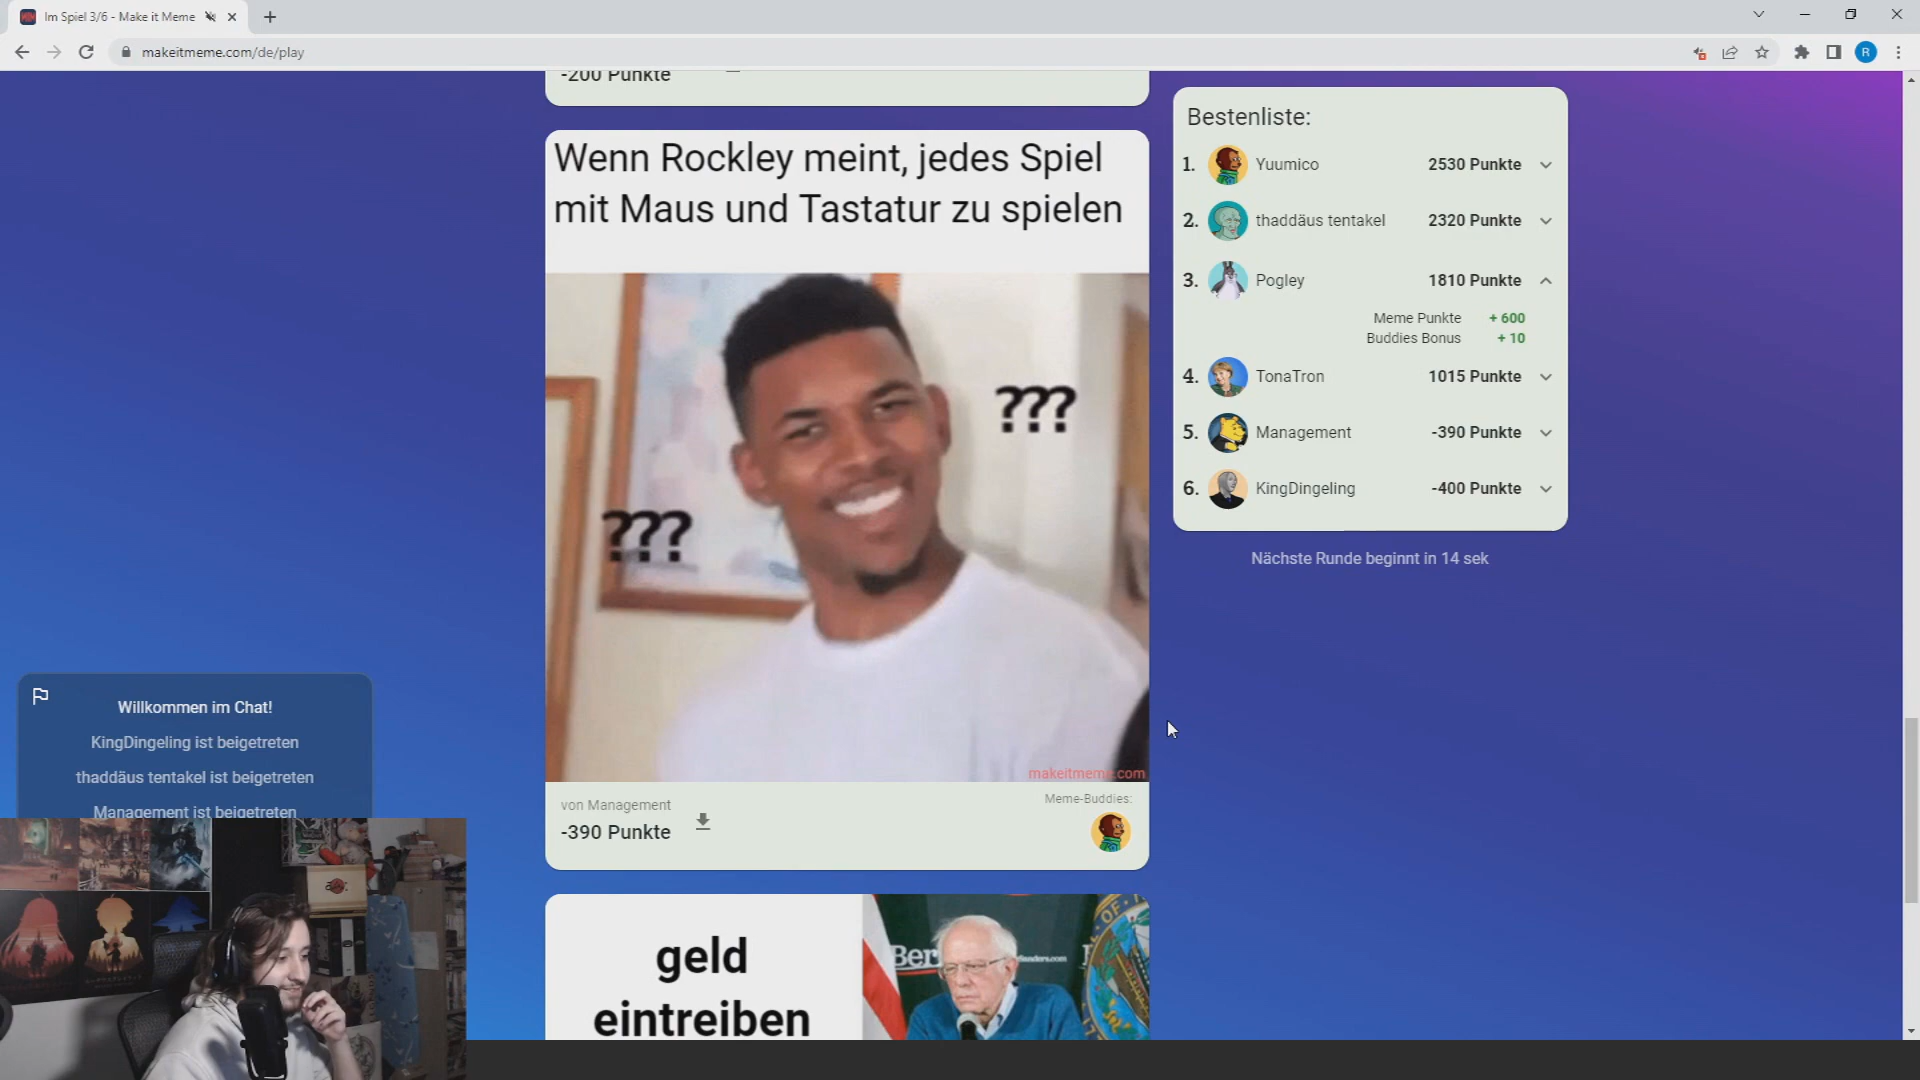 Im Spiel 3/6 - Make it Meme
makeitmeme.com/de/play
R
-200 Punkte
Wenn Rockley meint, jedes Spiel
mit Maus und Tastatur zu spielen
???
???
makeitmeme.com
von Management
-390 Punkte
Meme-Buddies:
geld
eintreiben
Ber
Bestenliste:
1. Yuumico 2530 Punkte
2. thaddäus tentakel 2320 Punkte
3. Pogley 1810 Punkte
Meme Punkte + 600
Buddies Bonus + 10
4. TonaTron 1015 Punkte
5. Management -390 Punkte
6. KingDingeling -400 Punkte
Nächste Runde beginnt in 14 sek
Willkommen im Chat!
KingDingeling ist beigetreten
thaddäus tentakel ist beigetreten
Management ist beigetreten